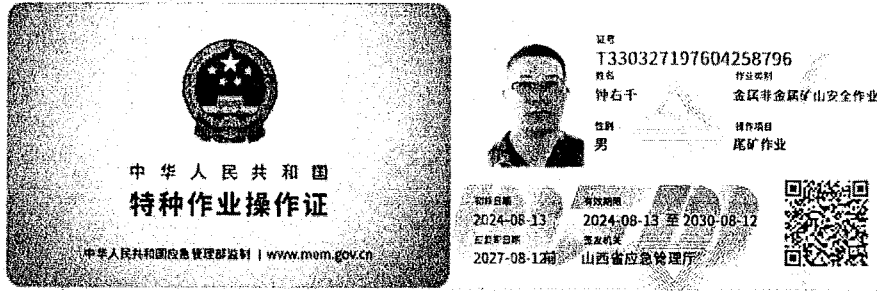 中华人民共和国
特种作业操作证
中华人民共和国应急管理部监制 | www.mem.gov.cn
证号
T330327197604258796
姓名
钟右千
作业类别
金属非金属矿山安全作业
性别
男
操作项目
尾矿作业
初领日期
2024-08-13
有效期限
2024-08-13 至 2030-08-12
应复审日期
2027-08-12前
签发机关
山西省应急管理厅